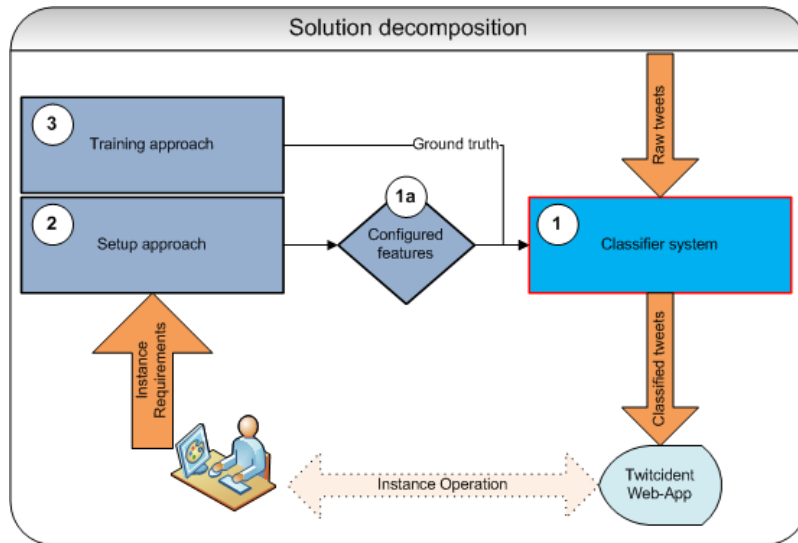 Solution decomposition
Raw tweets
3
Training approach
Ground truth
1a
2
Setup approach
Configured
features
1
Classifier system
Instance
Requirements
Classified tweets
Instance Operation
Twitcident
Web-App